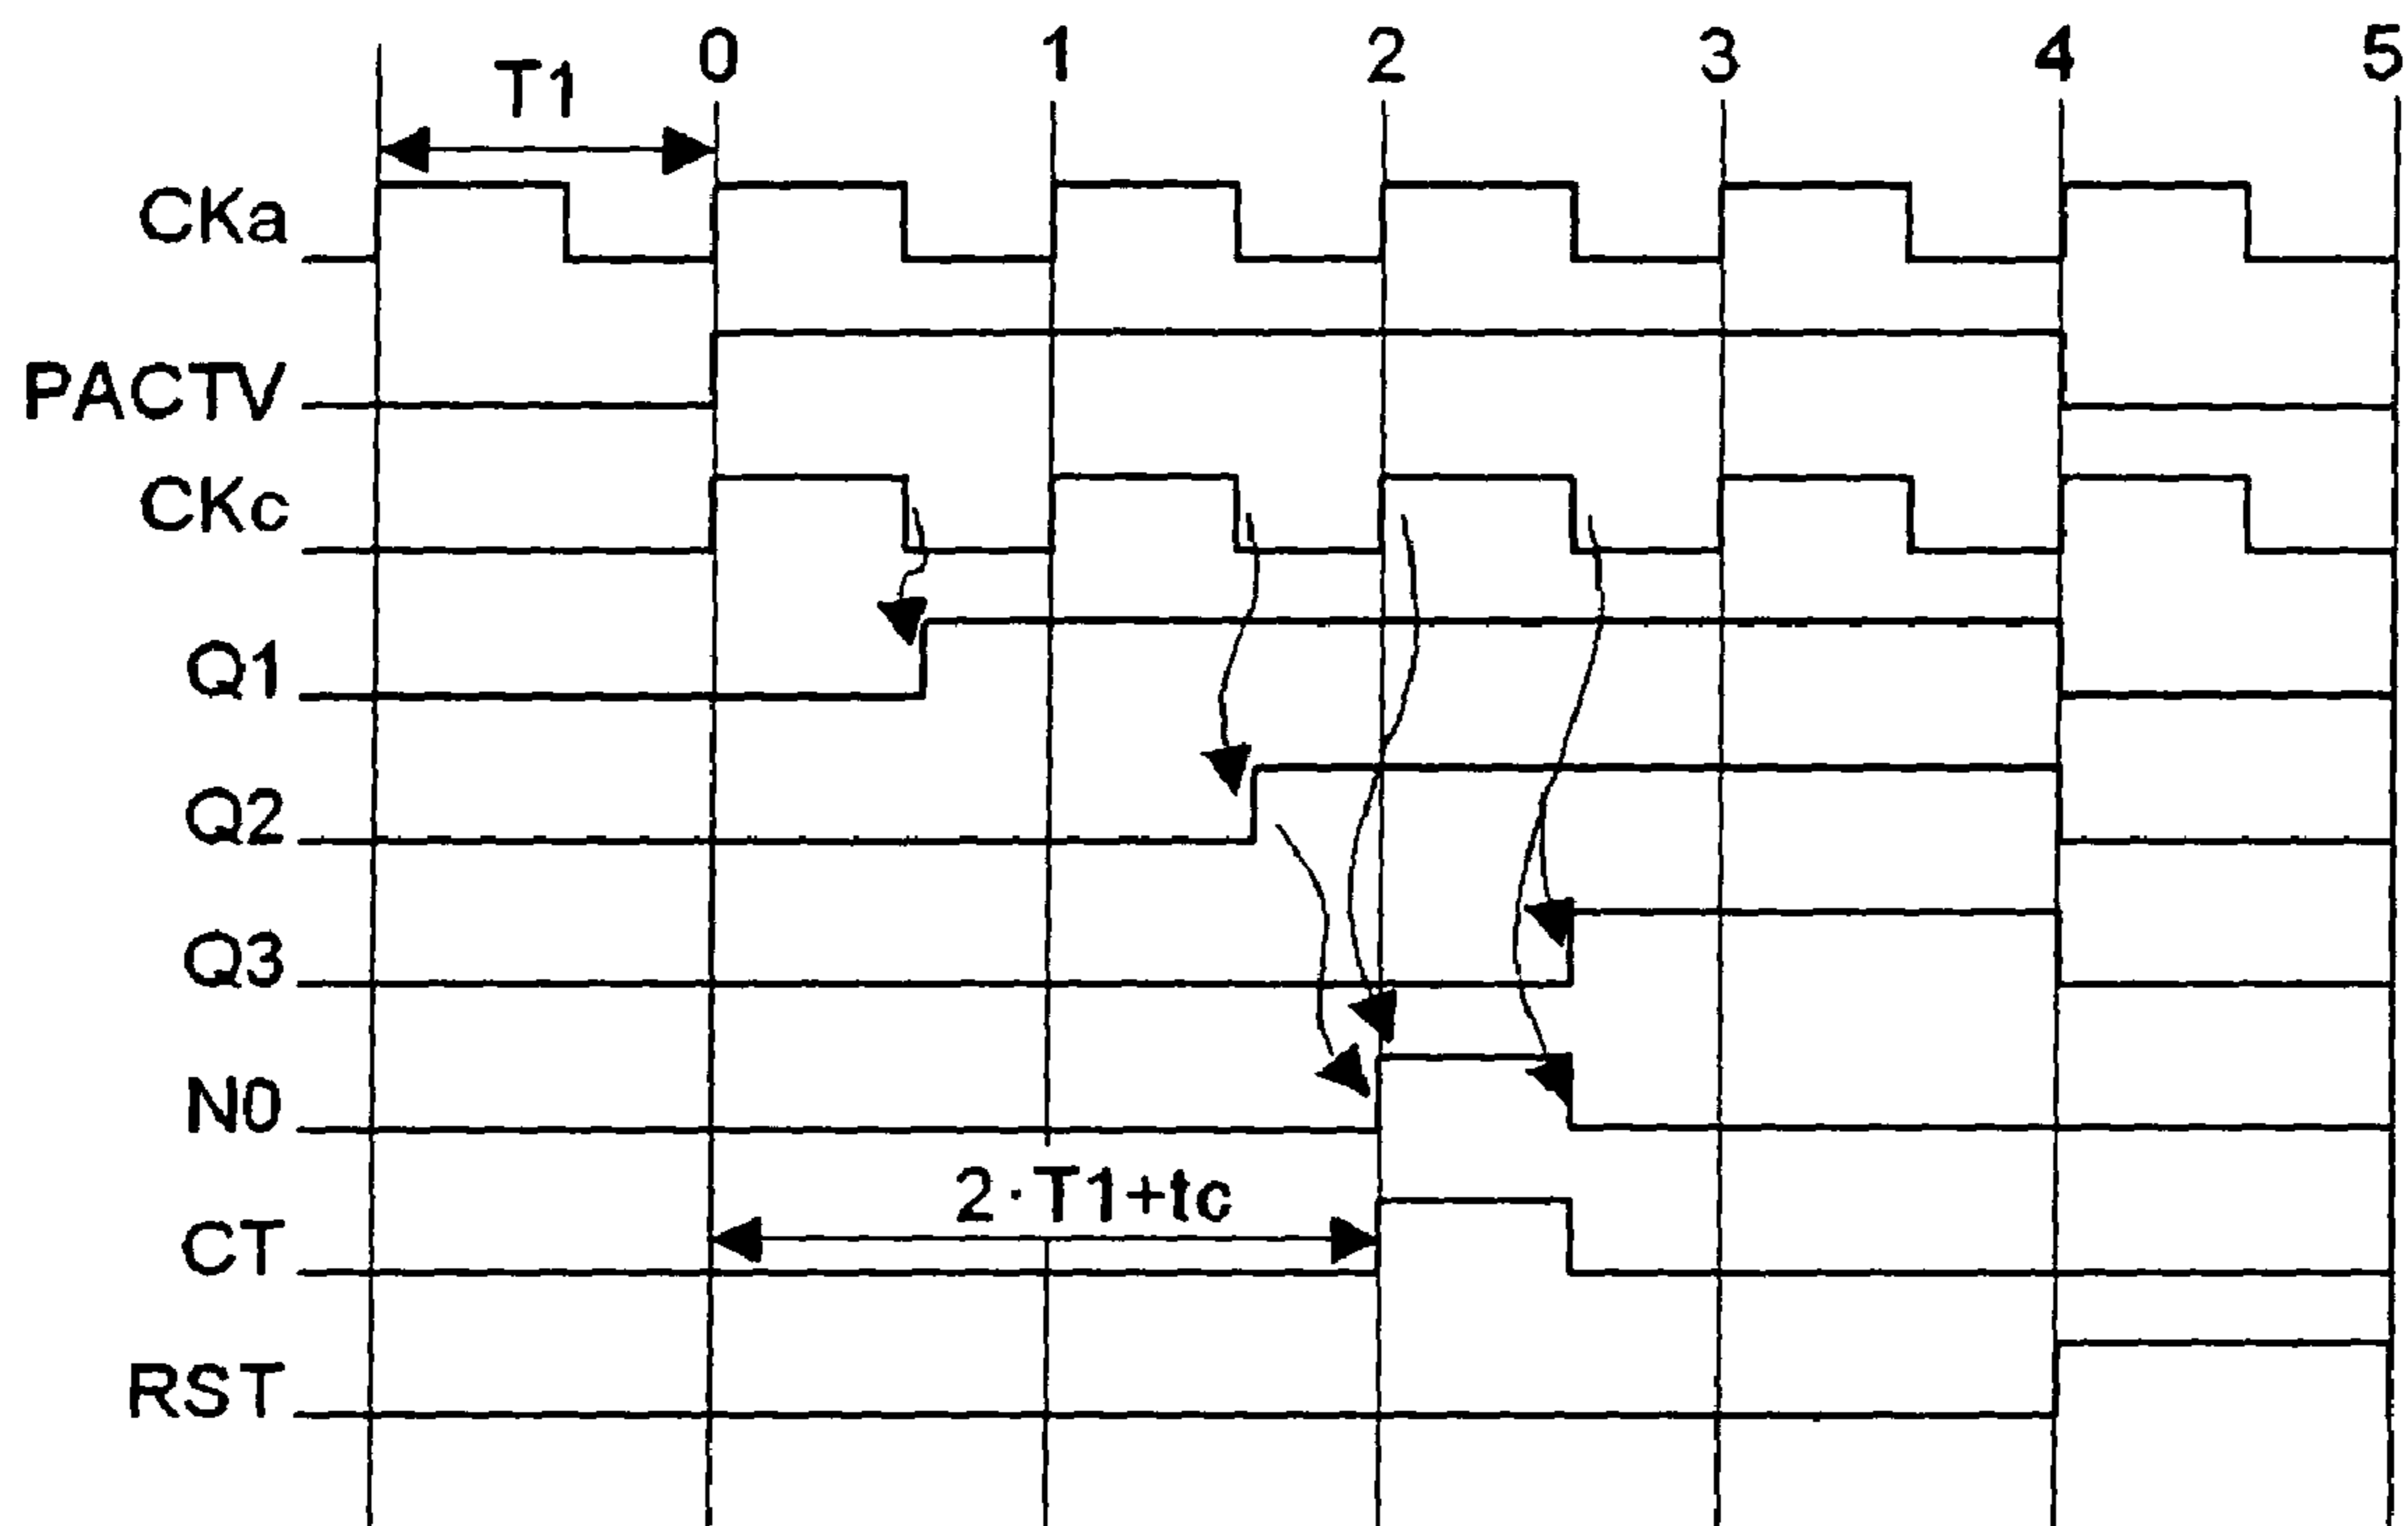 0 1 2 3 4 5
T1
CKa
PACTV
CKc
Q1
Q2
Q3
N0
2·T1+tc
CT
RST